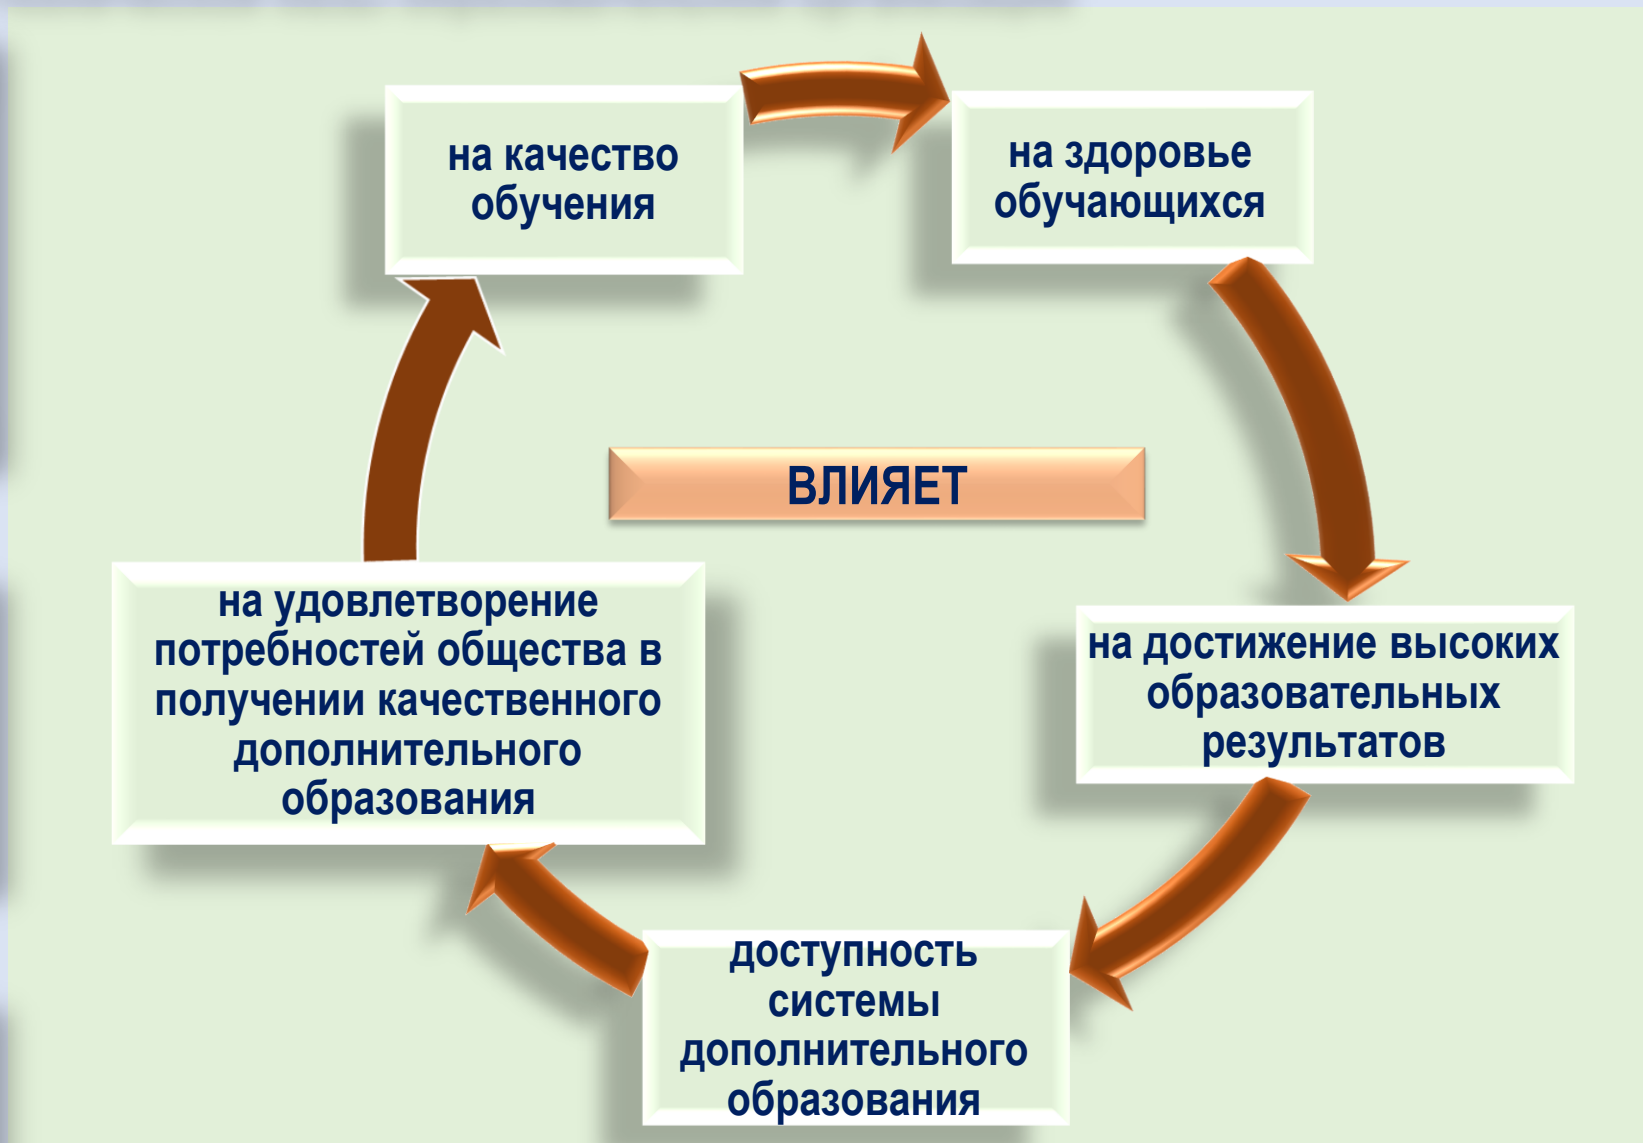 на качество
обучения
на здоровье
обучающихся
ВЛИЯЕТ
на достижение высоких
образовательных
результатов
доступность
системы
дополнительного
образования
на удовлетворение
потребностей общества в
получении качественного
дополнительного
образования